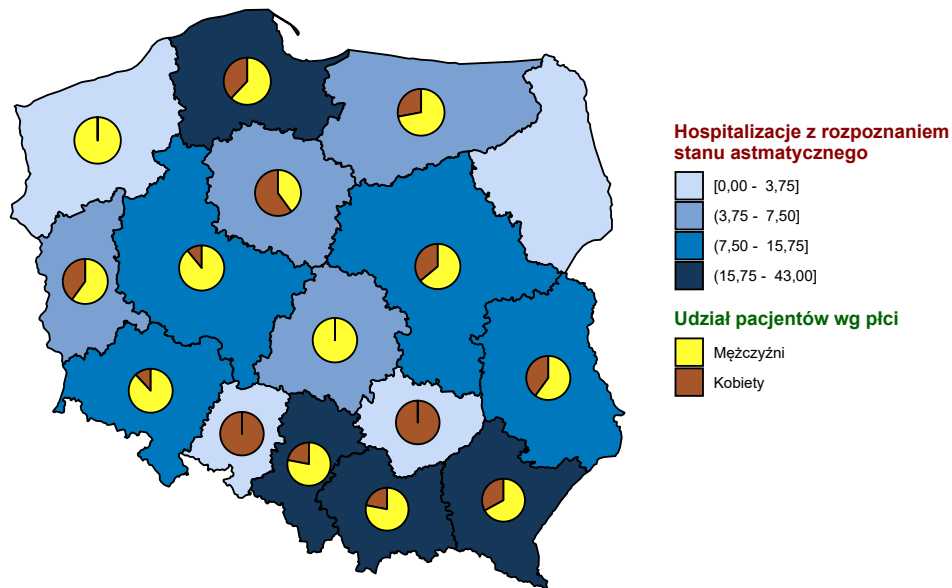 Hospitalizacje z rozpoznaniem
stanu astmatycznego
[0,00 - 3,75]
(3,75 - 7,50]
(7,50 - 15,75]
(15,75 - 43,00]
Udział pacjentów wg płci
Mężczyźni
Kobiety